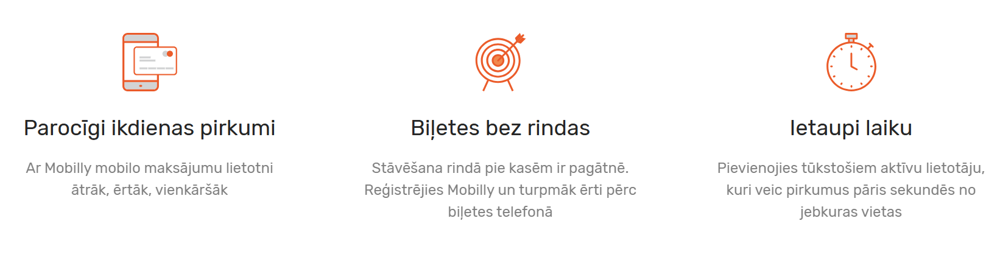 Parocīgi ikdienas pirkumi
Ar Mobilly mobilo maksājumu lietotni
ātrāk, ērtāk, vienkāršāk
Biļetes bez rindas
Stāvēšana rindā pie kasēm ir pagātnē.
Reģistrējies Mobilly un turpmāk ērti pērc
biļetes telefonā
Ietaupi laiku
Pievienojies tūkstošiem aktīvu lietotāju,
kuri veic pirkumus pāris sekundēs no
jebkuras vietas